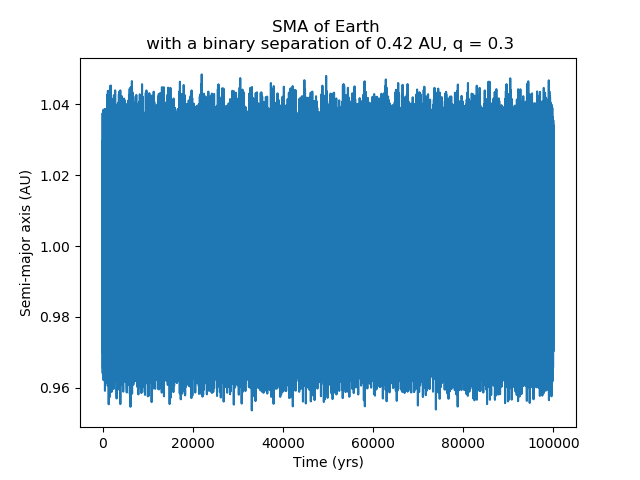 SMA of Earth
with a binary separation of 0.42 AU, q = 0.3
1.04
1.02
1.00
0.98
0.96
Semi-major axis (AU)
0
20000
40000
60000
80000
100000
Time (yrs)